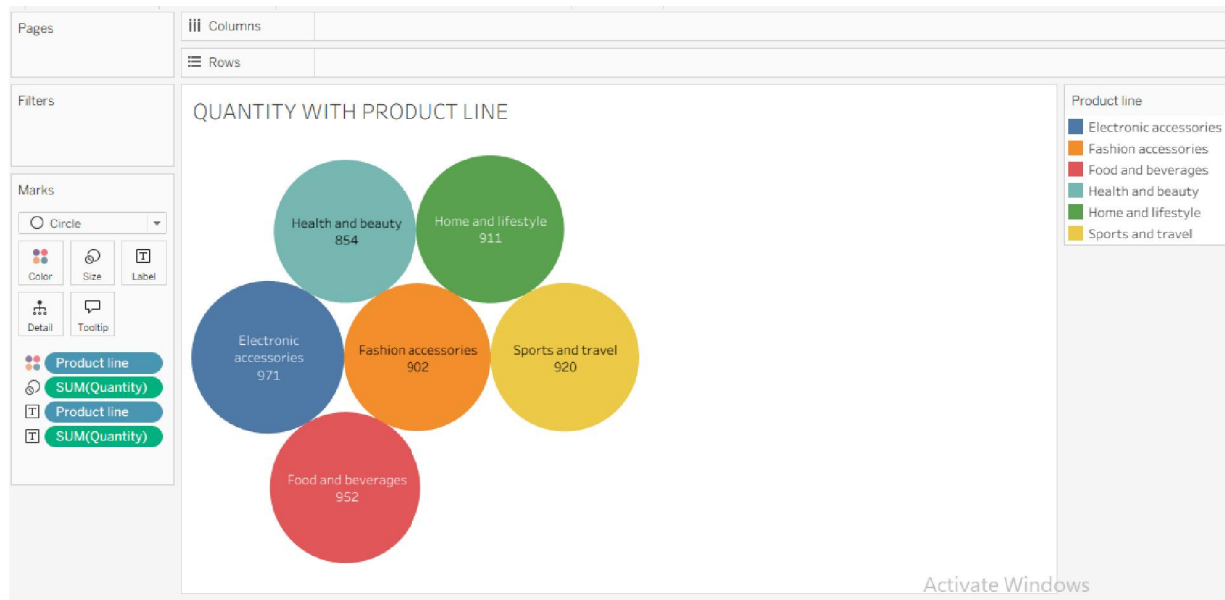 Pages
Columns
Rows
Filters
Marks
Circle
Color
Size
Label
Detail
Tooltip
Product line
SUM(Quantity)
Product line
SUM(Quantity)
QUANTITY WITH PRODUCT LINE
Health and beauty
854
Home and lifestyle
911
Electronic
accessories
971
Fashion accessories
902
Sports and travel
920
Food and beverages
952
Product line
Electronic accessories
Fashion accessories
Food and beverages
Health and beauty
Home and lifestyle
Sports and travel
Activate Windows